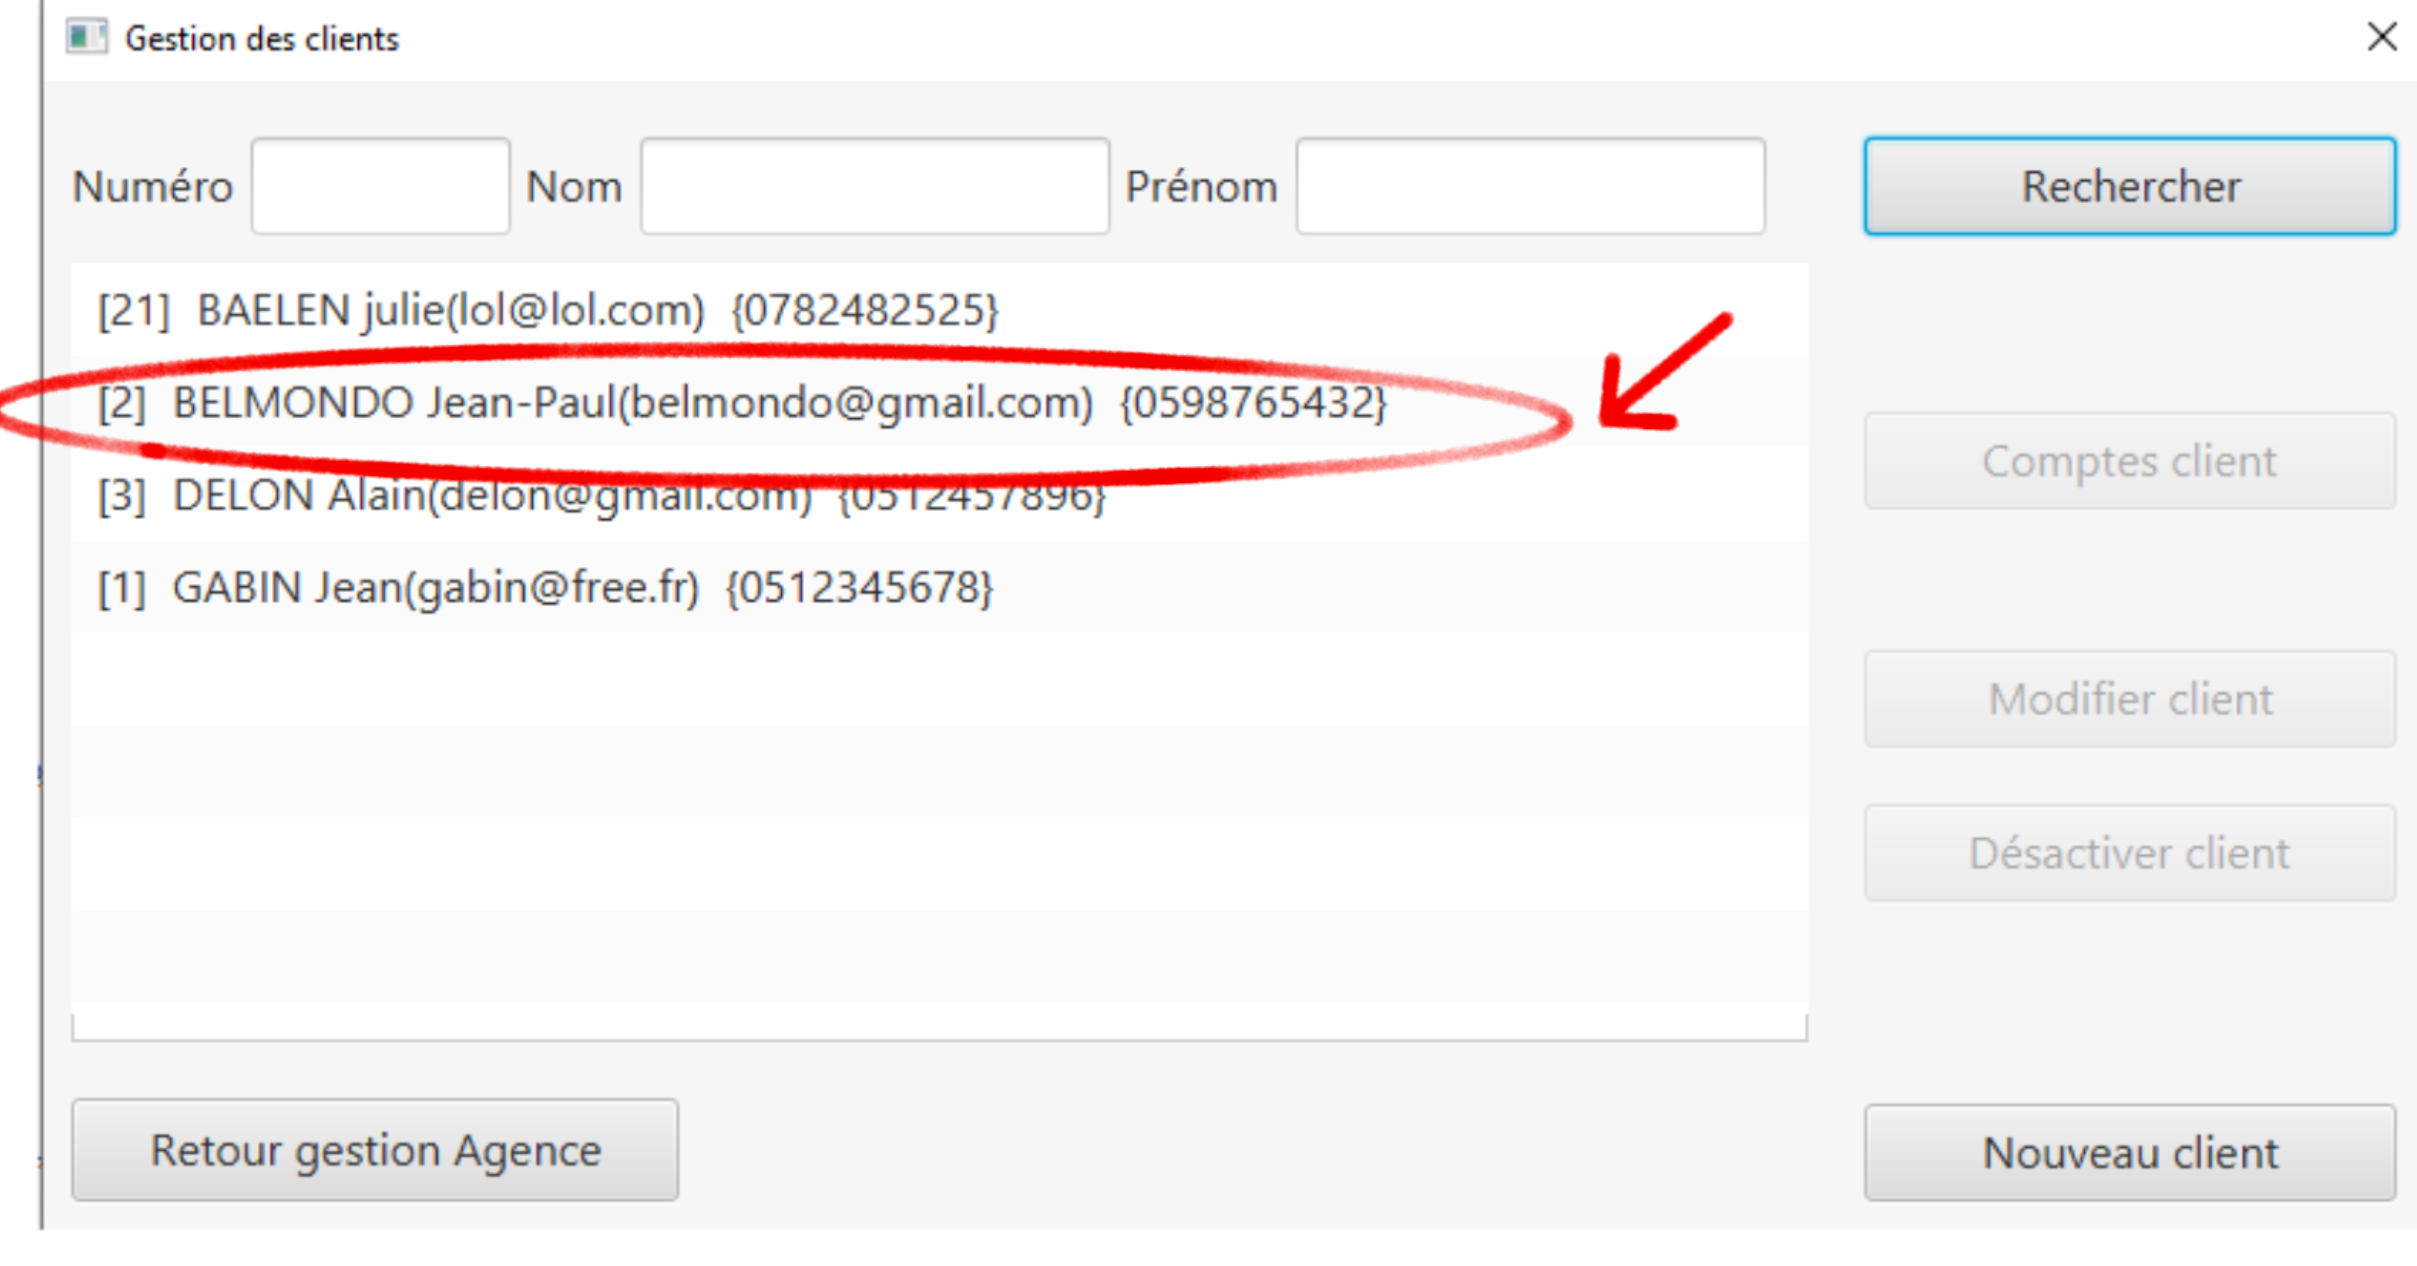 Gestion des clients
Numéro Nom Prénom Rechercher
[21] BAELEN julie(lol@lol.com) {0782482525}
[2] BELMONDO Jean-Paul(belmondo@gmail.com) {0598765432}
Comptes client
[3] DELON Alain(delon@gmail.com) {0512457896}
[1] GABIN Jean(gabin@free.fr) {0512345678}
Modifier client
Désactiver client
Retour gestion Agence
Nouveau client